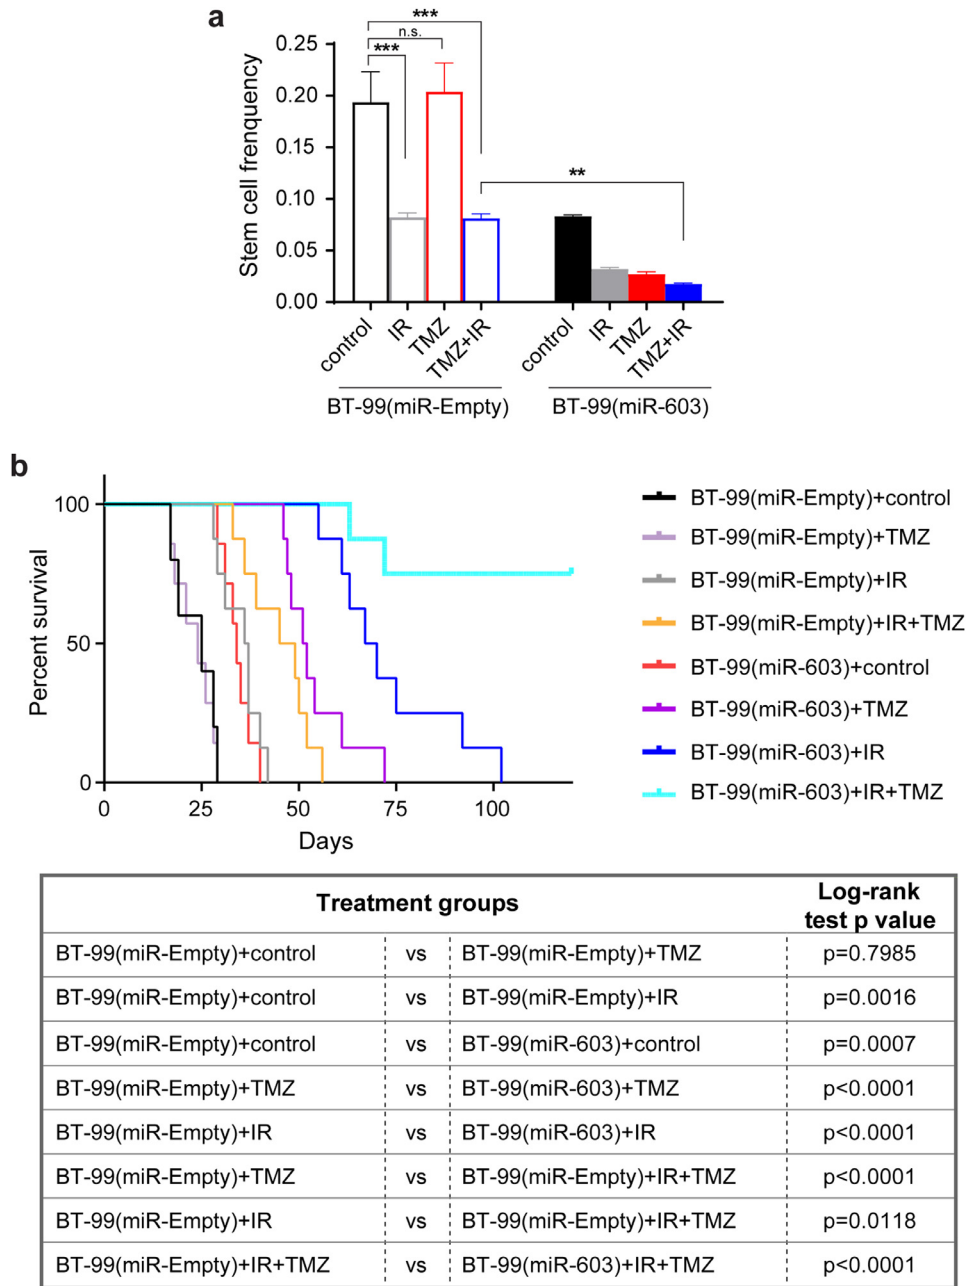 a
***
n.s.
***
**
Stem cell frenquency
0.25
0.20
0.15
0.10
0.05
0.00
control
IR
TMZ
TMZ+IR
control
IR
TMZ
TMZ+IR
BT-99(miR-Empty)
BT-99(miR-603)
b
Percent survival
100
50
0
0
25
50
75
100
Days
BT-99(miR-Empty)+control
BT-99(miR-Empty)+TMZ
BT-99(miR-Empty)+IR
BT-99(miR-Empty)+IR+TMZ
BT-99(miR-603)+control
BT-99(miR-603)+TMZ
BT-99(miR-603)+IR
BT-99(miR-603)+IR+TMZ
Treatment groups
Log-rank
test p value
BT-99(miR-Empty)+control vs BT-99(miR-Empty)+TMZ p=0.7985
BT-99(miR-Empty)+control vs BT-99(miR-Empty)+IR p=0.0016
BT-99(miR-Empty)+control vs BT-99(miR-603)+control p=0.0007
BT-99(miR-Empty)+TMZ vs BT-99(miR-603)+TMZ p<0.0001
BT-99(miR-Empty)+IR vs BT-99(miR-603)+IR p<0.0001
BT-99(miR-Empty)+TMZ vs BT-99(miR-Empty)+IR+TMZ p<0.0001
BT-99(miR-Empty)+IR vs BT-99(miR-Empty)+IR+TMZ p=0.0118
BT-99(miR-Empty)+IR+TMZ vs BT-99(miR-603)+IR+TMZ p<0.0001